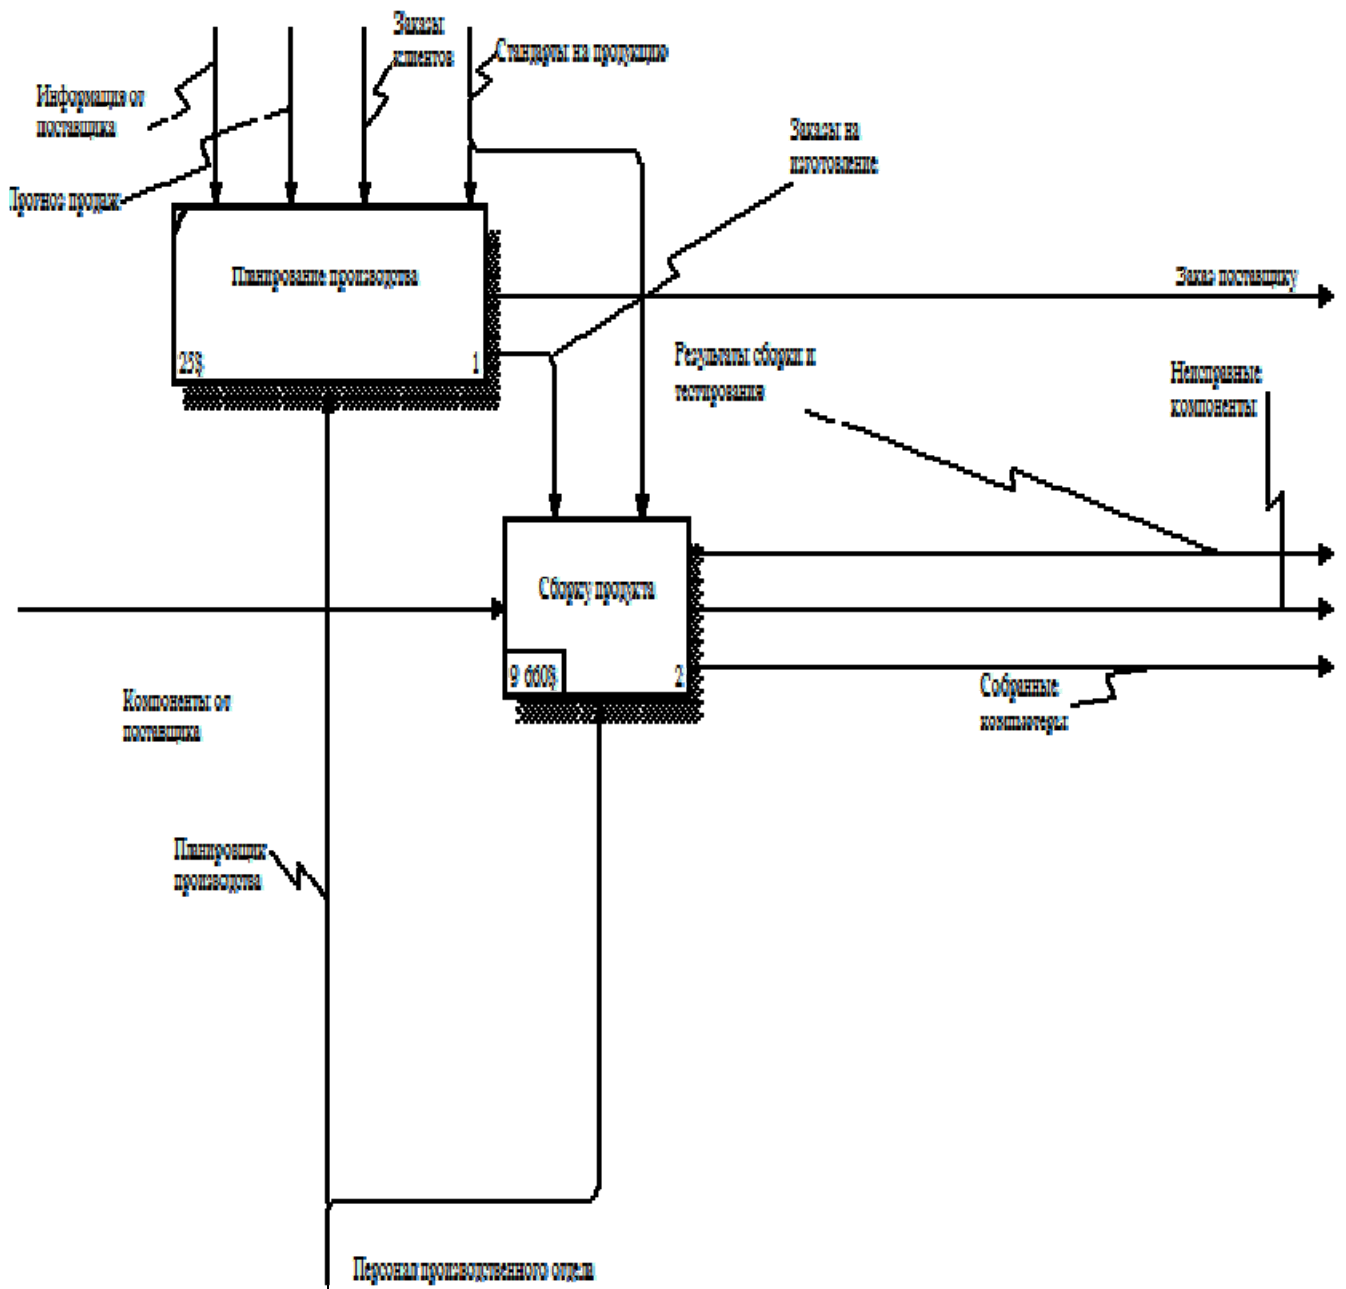 Заказы
клиентов
Стандарты на продукцию
Информация от
поставщика
Прогноз продаж
Заказы на
изготовление
Планирование производства
25$
1
Заказ поставщику
Результаты сборки и
тестирования
Неисправные
компоненты
Сборку продукта
9 660$
2
Собранные
компьютеры
Компоненты от
поставщика
Планировщик
производства
Персонал производственного отдела